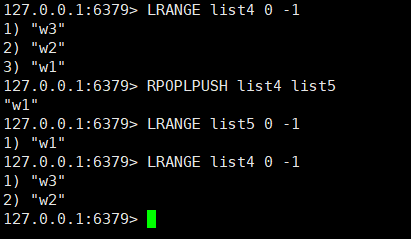 127.0.0.1:6379> LRANGE list4 0 -1
1) "w3"
2) "w2"
3) "w1"
127.0.0.1:6379> RPOPLPUSH list4 list5
"w1"
127.0.0.1:6379> LRANGE list5 0 -1
1) "w1"
127.0.0.1:6379> LRANGE list4 0 -1
1) "w3"
2) "w2"
127.0.0.1:6379>